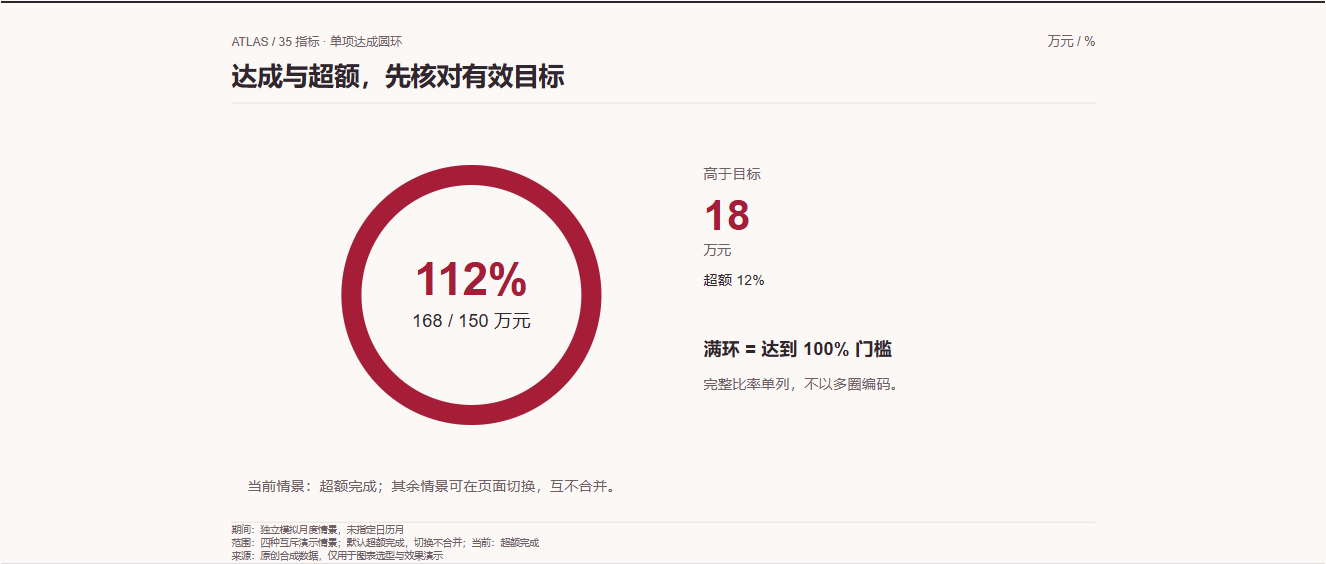 ATLAS / 35 指标 · 单项达成圆环
万元 / %
达成与超额，先核对有效目标
112%
168 / 150 万元
高于目标
18
万元
超额 12%
满环 = 达到 100% 门槛
完整比率单列，不以多圈编码。
当前情景：超额完成；其余情景可在页面切换，互不合并。
期间：独立模拟月度情景，未指定日历月
范围：四种互斥演示情景；默认超额完成，切换不合并；当前：超额完成
来源：原创合成数据，仅用于图表选型与效果演示